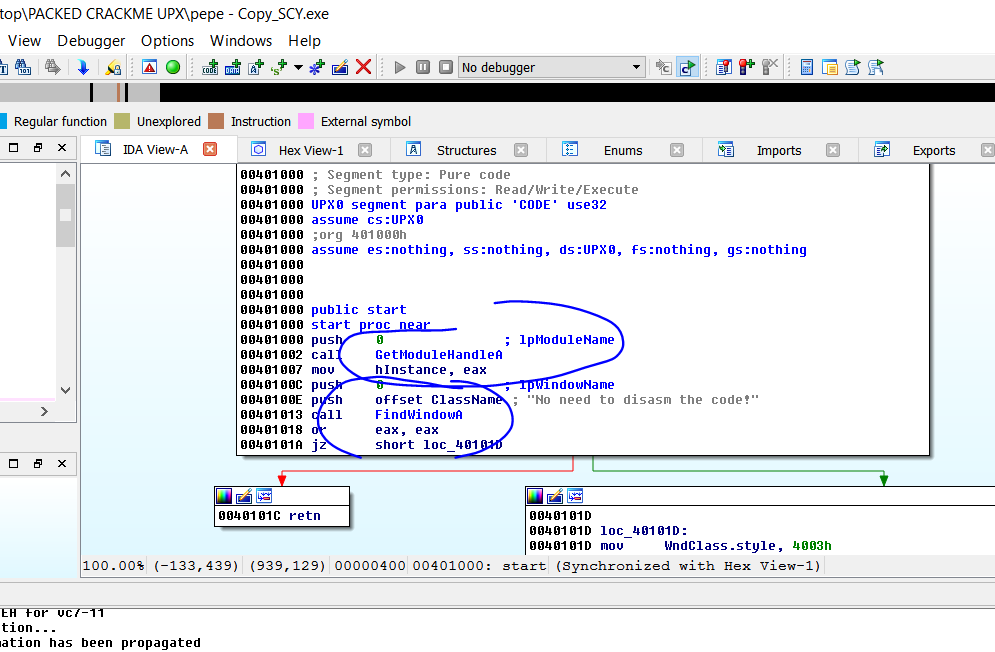 top\PACKED CRACKME UPX\pepe - Copy_SCY.exe
View Debugger Options Windows Help
No debugger
Regular function Unexplored Instruction External symbol
IDA View-A Hex View-1 Structures Enums Imports Exports
00401000 ; Segment type: Pure code
00401000 ; Segment permissions: Read/Write/Execute
00401000 UPX0 segment para public 'CODE' use32
00401000 assume cs:UPX0
00401000 ;org 401000h
00401000 assume es:nothing, ss:nothing, ds:UPX0, fs:nothing, gs:nothing
00401000
00401000
00401000
00401000 public start
00401000 start proc near
00401000 push 0 ; lpModuleName
00401002 call GetModuleHandleA
00401007 mov hInstance, eax
0040100C push 0 ; lpWindowName
0040100E push offset ClassName ; "No need to disasm the code!"
00401013 call FindWindowA
00401018 or eax, eax
0040101A jz short loc_40101D
0040101C retn
0040101D
0040101D loc_40101D:
0040101D mov WndClass.style, 4003h
100.00% (-133,439) (939,129) 00000400 00401000: start (Synchronized with Hex View-1)
for vc7-11
tion...
mation has been propagated